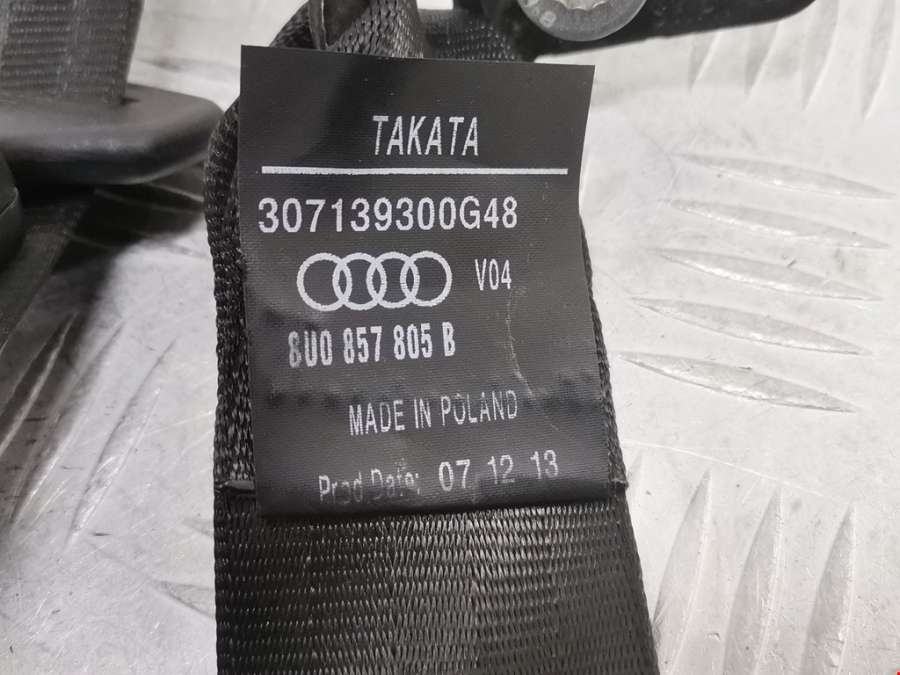 TAKATA
307139300G48
V04
8U0 857 805 B
MADE IN POLAND
Prod Date: 07 12 13